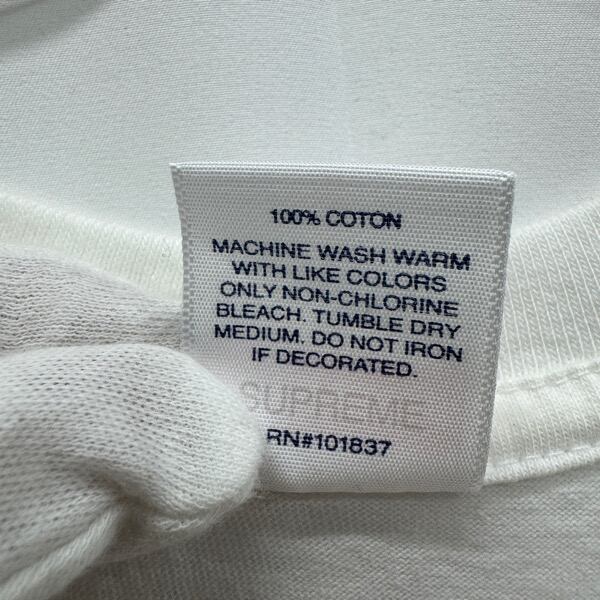 100% COTON
MACHINE WASH WARM
WITH LIKE COLORS
ONLY NON-CHLORINE
BLEACH. TUMBLE DRY
MEDIUM. DO NOT IRON
IF DECORATED.
SUPREME
RN#101837